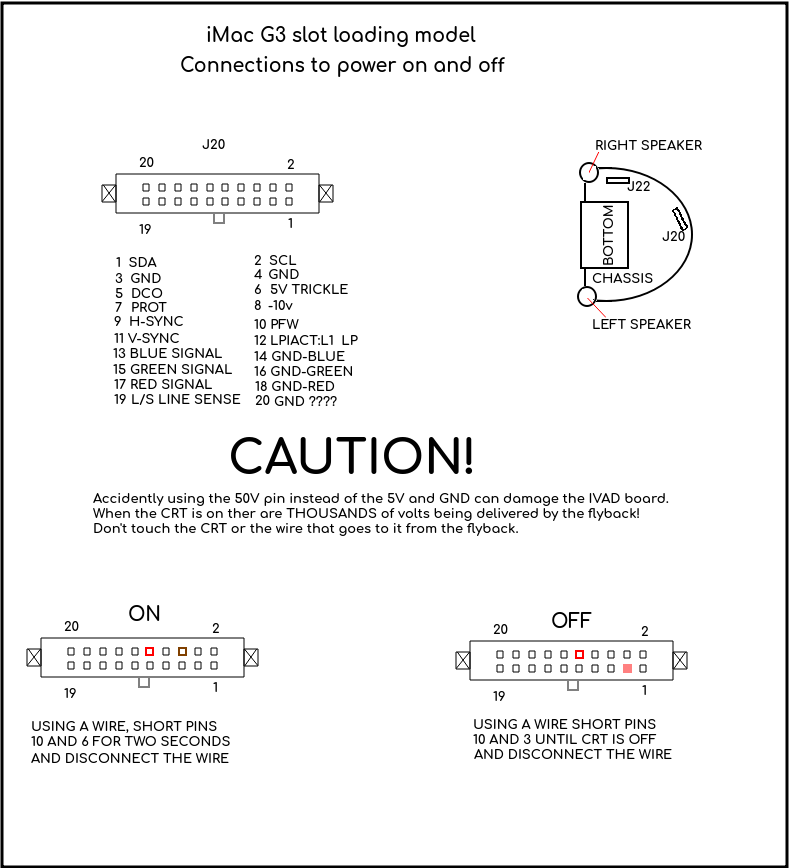 iMac G3 slot loading model
Connections to power on and off
J20
20 2
19 1
RIGHT SPEAKER
J22
J20
BOTTOM
CHASSIS
LEFT SPEAKER
1 SDA
3 GND
5 DCO
7 PROT
9 H-SYNC
11 V-SYNC
13 BLUE SIGNAL
15 GREEN SIGNAL
17 RED SIGNAL
19 L/S LINE SENSE
2 SCL
4 GND
6 5V TRICKLE
8 -10v
10 PFW
12 LPIACT:L1 LP
14 GND-BLUE
16 GND-GREEN
18 GND-RED
20 GND ????
CAUTION!
Accidently using the 50V pin instead of the 5V and GND can damage the IVAD board.
When the CRT is on ther are THOUSANDS of volts being delivered by the flyback!
Don't touch the CRT or the wire that goes to it from the flyback.
ON
20 2
19 1
USING A WIRE, SHORT PINS
10 AND 6 FOR TWO SECONDS
AND DISCONNECT THE WIRE
OFF
20 2
19 1
USING A WIRE SHORT PINS
10 AND 3 UNTIL CRT IS OFF
AND DISCONNECT THE WIRE